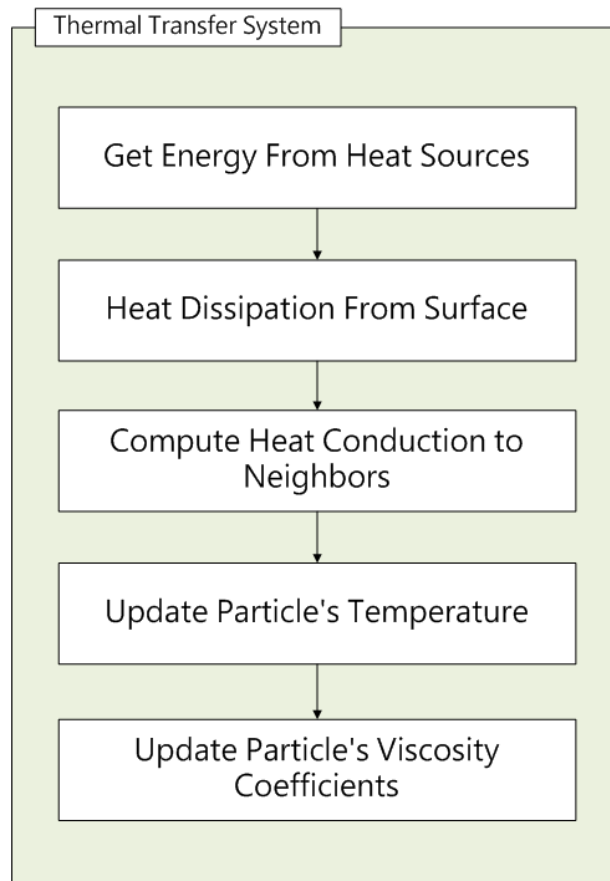 Thermal Transfer System
Get Energy From Heat Sources
Heat Dissipation From Surface
Compute Heat Conduction to
Neighbors
Update Particle's Temperature
Update Particle's Viscosity
Coefficients